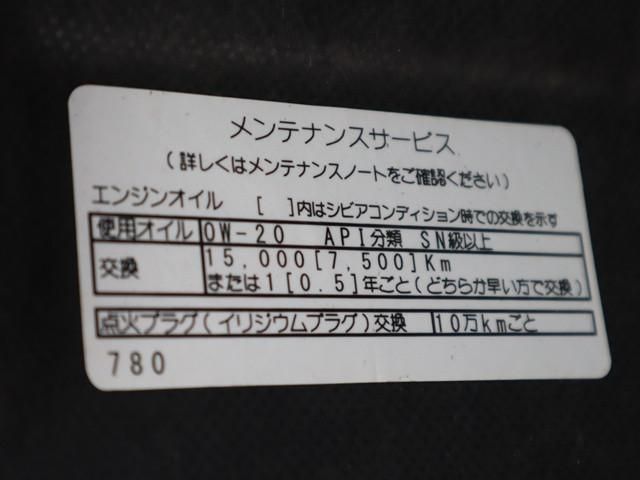 メンテナンスサービス
(詳しくはメンテナンスノートをご確認ください)
エンジンオイル [ ]内はシビアコンディション時での交換を示す
使用オイル 0W-20 API分類 SN級以上
交換 15,000[7,500]Km
または1[0.5]年ごと(どちらか早い方で交換)
点火プラグ(イリジウムプラグ)交換 10万kmごと
780